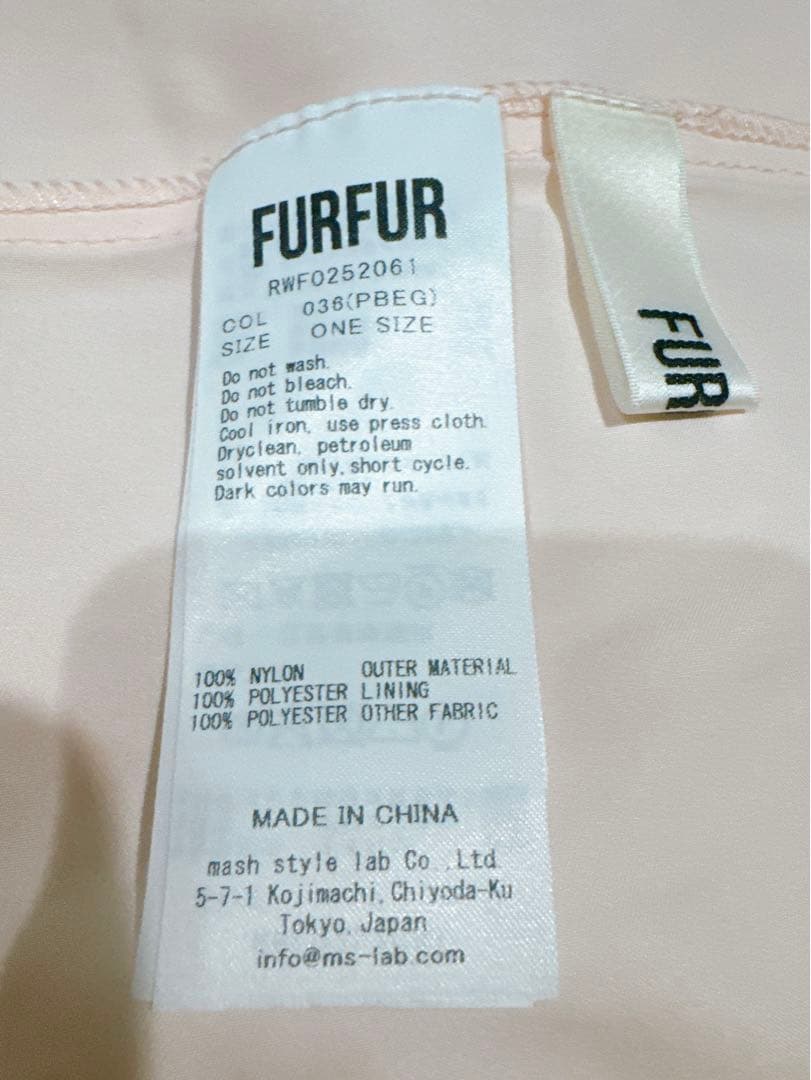 FURFUR
RWFO252061
COL 036(PBEG)
SIZE ONE SIZE
Do not wash.
Do not bleach.
Do not tumble dry.
Cool iron, use press cloth.
Dryclean, petroleum
solvent only, short cycle.
Dark colors may run.
100% NYLON OUTER MATERIAL
100% POLYESTER LINING
100% POLYESTER OTHER FABRIC
MADE IN CHINA
mash style lab Co.,Ltd
5-7-1 Kojimachi,Chiyoda-Ku
Tokyo,Japan
info@ms-lab.com
FUR